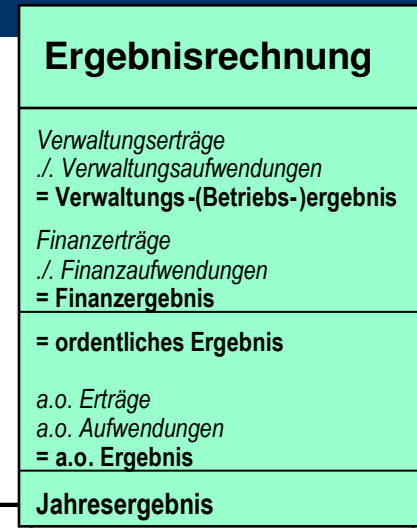 Ergebnisrechnung
Verwaltungserträge
./. Verwaltungsaufwendungen
= Verwaltungs-(Betriebs-)ergebnis
Finanzerträge
./. Finanzaufwendungen
= Finanzergebnis
= ordentliches Ergebnis
a.o. Erträge
a.o. Aufwendungen
= a.o. Ergebnis
Jahresergebnis